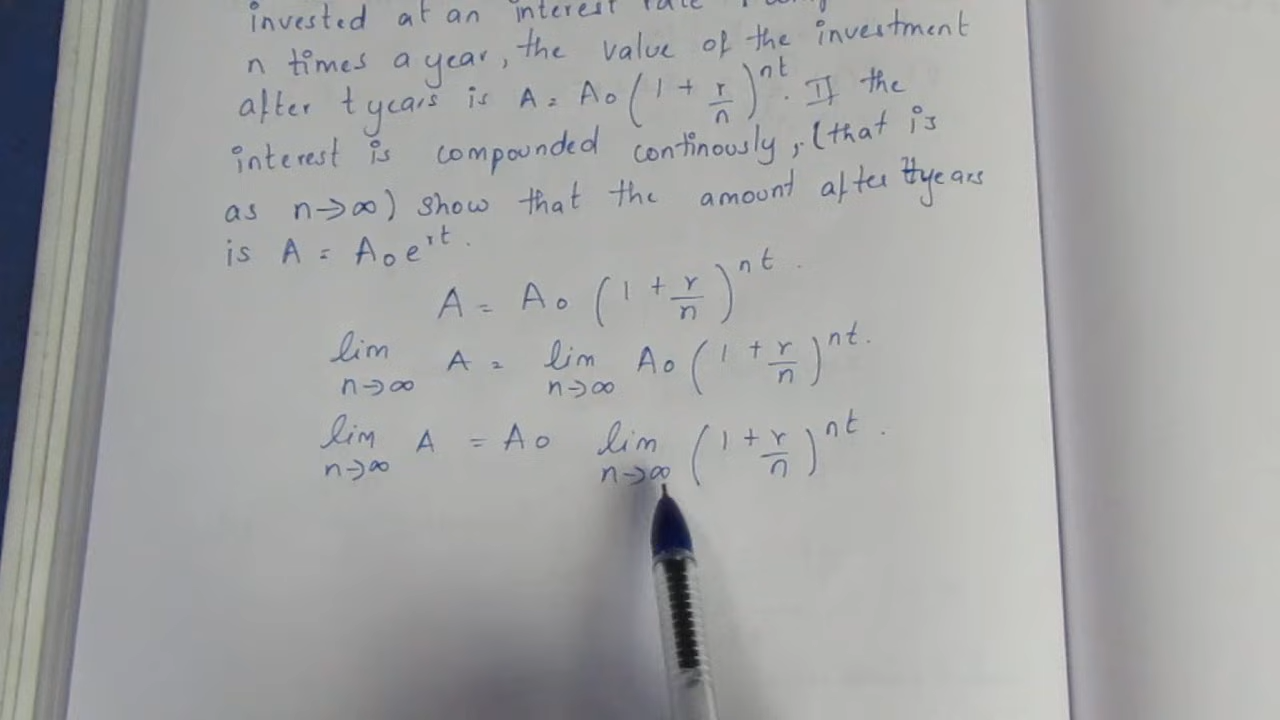 invested at an interest rate
n times a year, the value of the investment
after t years is A = A₀(1 + r/n)^nt. If the
interest is compounded continously, (that is
as n→∞) show that the amount after years
is A = A₀e^rt.
A = A₀ (1 + r/n)^nt.
lim n→∞ A = lim n→∞ A₀ (1 + r/n)^nt.
lim n→∞ A = A₀ lim n→∞ (1 + r/n)^nt.